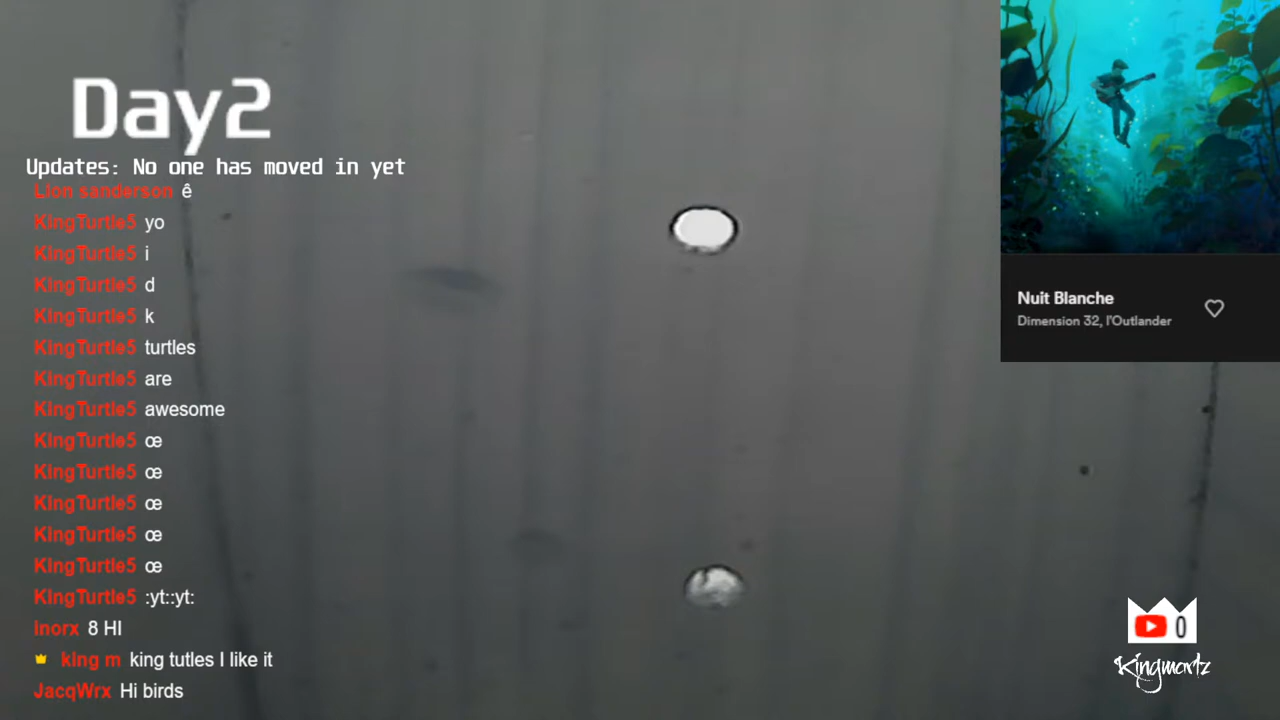 Day2
Updates: No one has moved in yet
Lion sanderson ê
KingTurtle5 yo
KingTurtle5 i
KingTurtle5 d
KingTurtle5 k
KingTurtle5 turtles
KingTurtle5 are
KingTurtle5 awesome
KingTurtle5 œ
KingTurtle5 œ
KingTurtle5 œ
KingTurtle5 œ
KingTurtle5 œ
KingTurtle5 :yt::yt:
inorx 8 HI
king m king tutles I like it
JacqWrx Hi birds
Nuit Blanche
Dimension 32, l'Outlander
0
Kingmartz